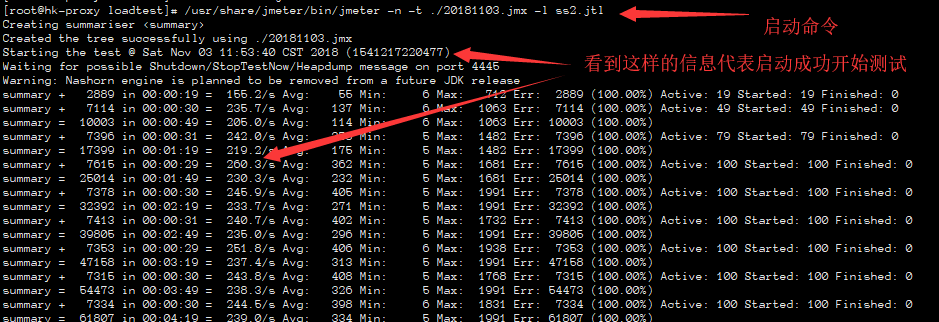 [root@hk-proxy loadtest]# /usr/share/jmeter/bin/jmeter -n -t ./20181103.jmx -l ss2.jtl
启动命令
Creating summariser <summary>
Created the tree successfully using ./20181103.jmx
Starting the test @ Sat Nov 03 11:53:40 CST 2018 (1541217220477)
看到这样的信息代表启动成功开始测试
Waiting for possible Shutdown/StopTestNow/Heapdump message on port 4445
Warning: Nashorn engine is planned to be removed from a future JDK release
summary + 2889 in 00:00:19 = 155.2/s Avg: 55 Min: 6 Max: 712 Err: 2889 (100.00%) Active: 19 Started: 19 Finished: 0
summary + 7114 in 00:00:30 = 235.7/s Avg: 137 Min: 6 Max: 1063 Err: 7114 (100.00%) Active: 49 Started: 49 Finished: 0
summary = 10003 in 00:00:49 = 205.0/s Avg: 114 Min: 6 Max: 1063 Err: 10003 (100.00%)
summary + 7396 in 00:00:31 = 242.0/s Avg: Min: 5 Max: 1482 Err: 7396 (100.00%) Active: 79 Started: 79 Finished: 0
summary = 17399 in 00:01:19 = 219.2/s Avg: 175 Min: 5 Max: 1482 Err: 17399 (100.00%)
summary + 7615 in 00:00:29 = 260.3/s Avg: 362 Min: 5 Max: 1681 Err: 7615 (100.00%) Active: 100 Started: 100 Finished: 0
summary = 25014 in 00:01:49 = 230.3/s Avg: 232 Min: 5 Max: 1681 Err: 25014 (100.00%)
summary + 7378 in 00:00:30 = 245.9/s Avg: 405 Min: 5 Max: 1991 Err: 7378 (100.00%) Active: 100 Started: 100 Finished: 0
summary = 32392 in 00:02:19 = 233.7/s Avg: 271 Min: 5 Max: 1991 Err: 32392 (100.00%)
summary + 7413 in 00:00:31 = 240.7/s Avg: 402 Min: 5 Max: 1732 Err: 7413 (100.00%) Active: 100 Started: 100 Finished: 0
summary = 39805 in 00:02:49 = 235.0/s Avg: 296 Min: 5 Max: 1991 Err: 39805 (100.00%)
summary + 7353 in 00:00:29 = 251.8/s Avg: 406 Min: 6 Max: 1938 Err: 7353 (100.00%) Active: 100 Started: 100 Finished: 0
summary = 47158 in 00:03:19 = 237.4/s Avg: 313 Min: 5 Max: 1991 Err: 47158 (100.00%)
summary + 7315 in 00:00:30 = 243.8/s Avg: 408 Min: 5 Max: 1768 Err: 7315 (100.00%) Active: 100 Started: 100 Finished: 0
summary = 54473 in 00:03:49 = 238.3/s Avg: 326 Min: 5 Max: 1991 Err: 54473 (100.00%)
summary + 7334 in 00:00:30 = 244.5/s Avg: 398 Min: 6 Max: 1831 Err: 7334 (100.00%) Active: 100 Started: 100 Finished: 0
summary = 61807 in 00:04:19 = 239.0/s Avg: 334 Min: 5 Max: 1991 Err: 61807 (100.00%)